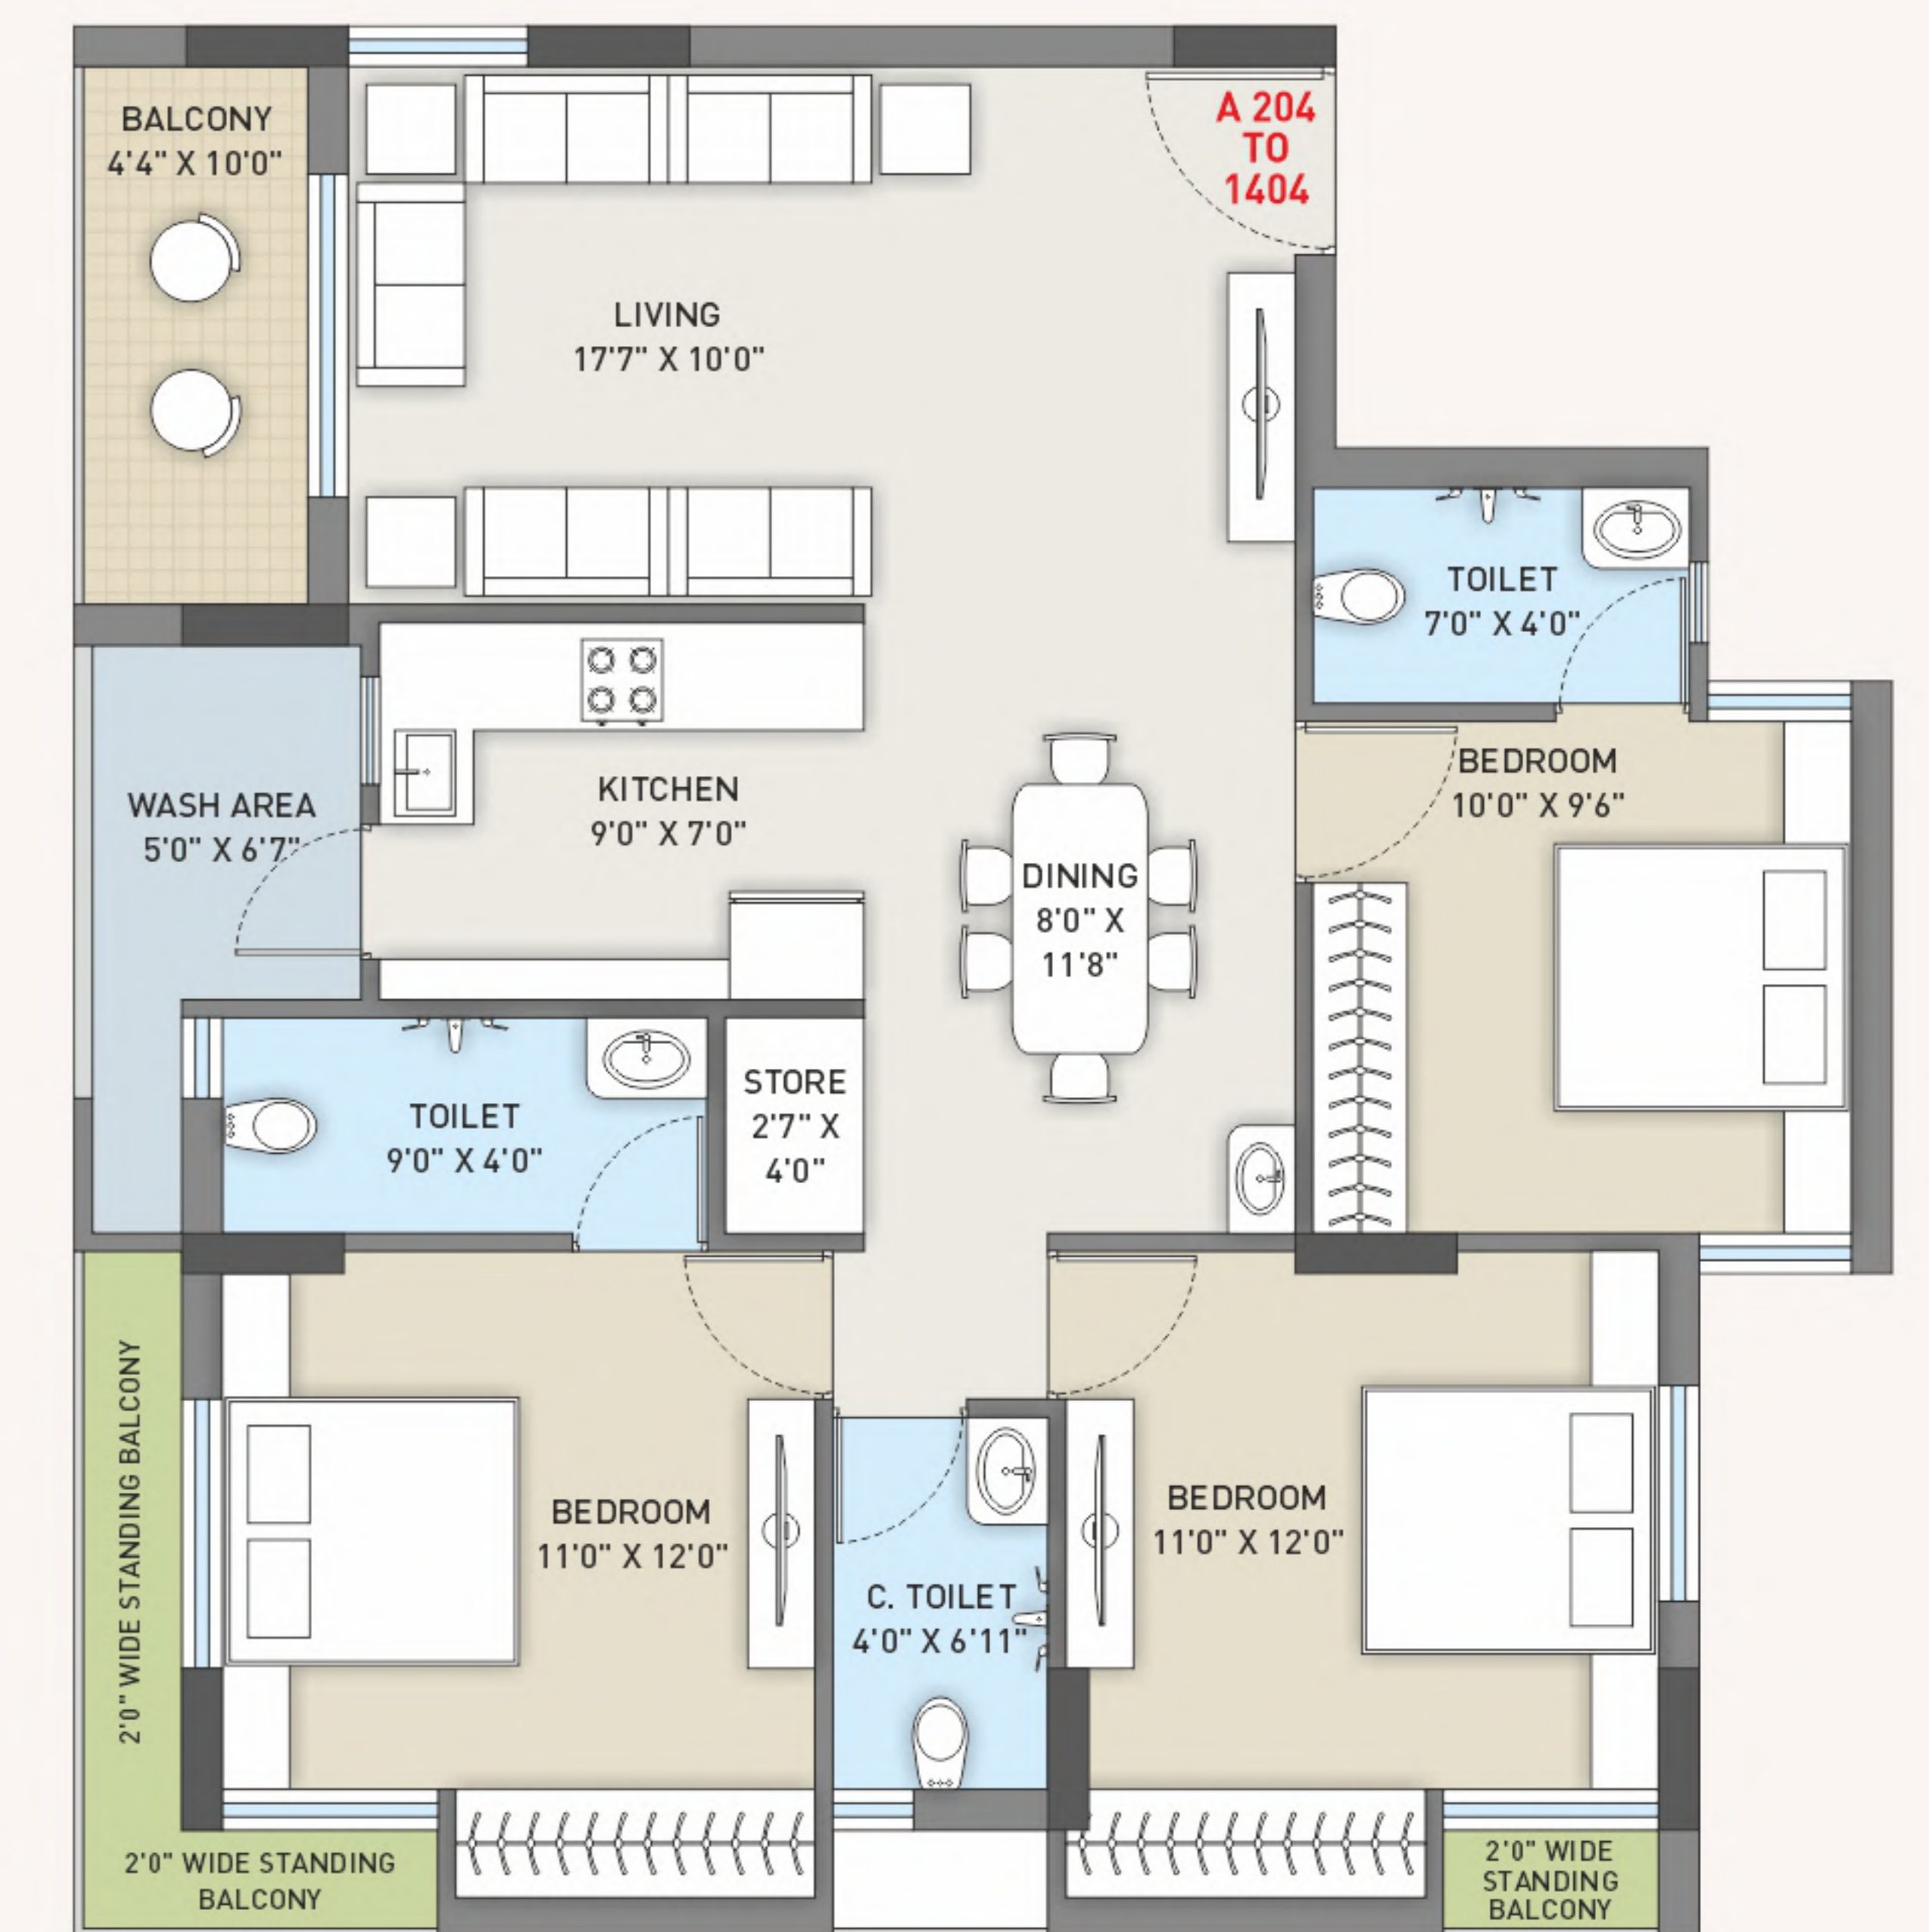 BALCONY
4'4" X 10'0"
A 204
TO
1404
LIVING
17'7" X 10'0"
TOILET
7'0" X 4'0"
BEDROOM
10'0" X 9'6"
WASH AREA
5'0" X 6'7"
KITCHEN
9'0" X 7'0"
DINING
8'0" X
11'8"
STORE
2'7" X
4'0"
TOILET
9'0" X 4'0"
2'0" WIDE STANDING BALCONY
BEDROOM
11'0" X 12'0"
C. TOILET
4'0" X 6'11"
BEDROOM
11'0" X 12'0"
2'0" WIDE STANDING
BALCONY
2'0" WIDE
STANDING
BALCONY